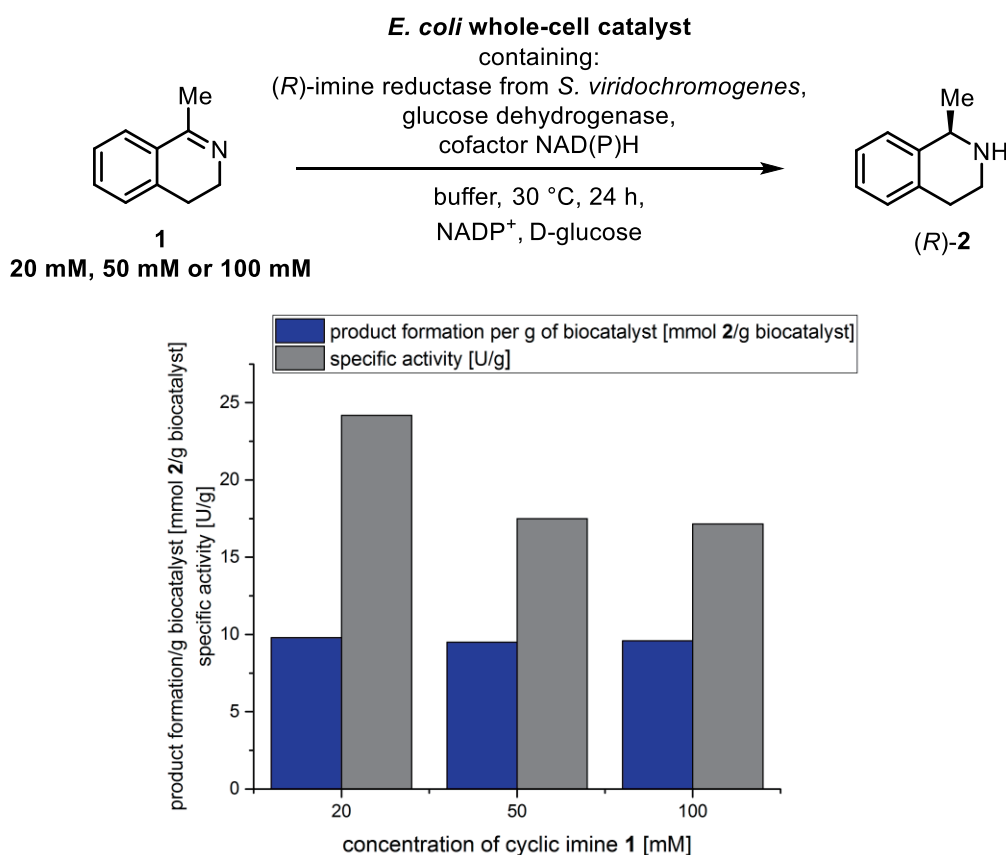 E. coli whole-cell catalyst
containing:
(R)-imine reductase from S. viridochromogenes,
glucose dehydrogenase,
cofactor NAD(P)H
buffer, 30 °C, 24 h,
NADP+, D-glucose
Me
N
1
20 mM, 50 mM or 100 mM
Me
NH
(R)-2
product formation per g of biocatalyst [mmol 2/g biocatalyst]
specific activity [U/g]
product formation/g biocatalyst [mmol 2/g biocatalyst]
specific activity [U/g]
25
20
15
10
5
0
20
50
100
concentration of cyclic imine 1 [mM]